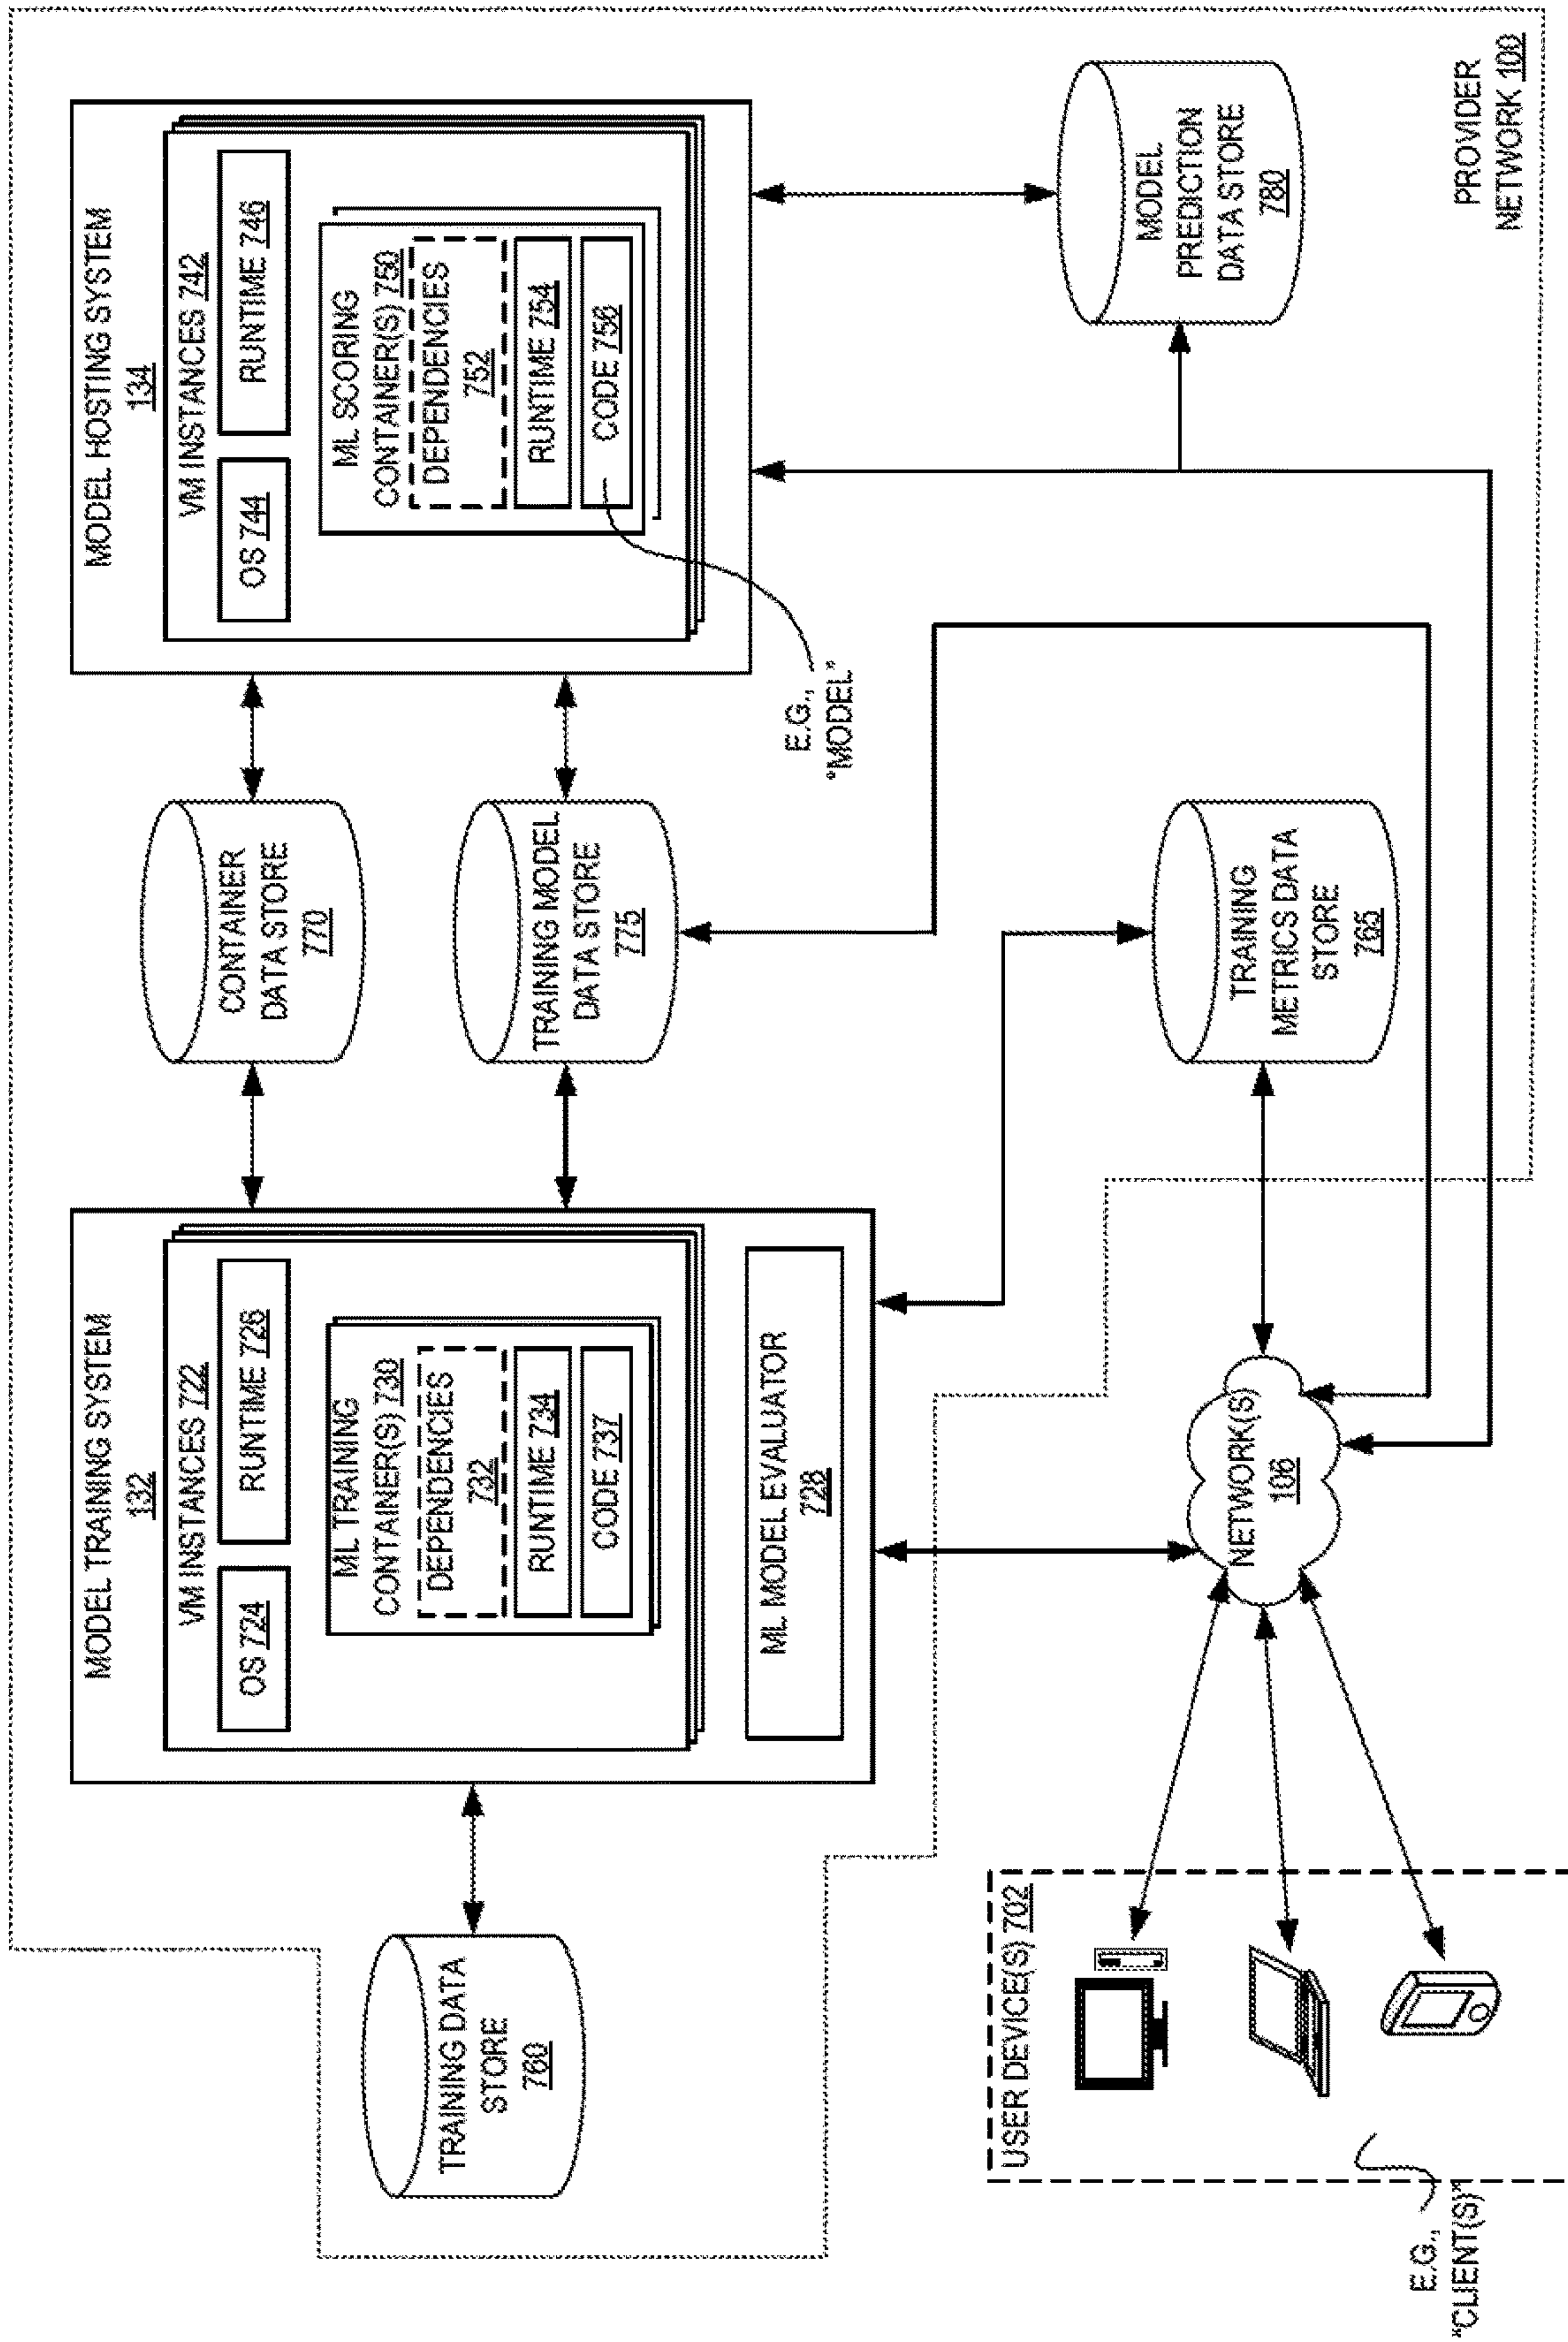 TRAINING DATA
STORE
760
MODEL TRAINING SYSTEM
132
VM INSTANCES 722
OS 724
RUNTIME 726
ML TRAINING
CONTAINER(S) 730
DEPENDENCIES
732
RUNTIME 734
CODE 737
ML MODEL EVALUATOR
728
CONTAINER
DATA STORE
770
TRAINING MODEL
DATA STORE
775
MODEL HOSTING SYSTEM
134
VM INSTANCES 742
OS 744
RUNTIME 746
ML SCORING
CONTAINER(S) 750
DEPENDENCIES
752
RUNTIME 754
CODE 756
E.G.,
"MODEL"
USER DEVICE(S) 702
E.G.,
"CLIENT(S)"
NETWORK(S)
106
TRAINING
METRICS DATA
STORE
765
MODEL
PREDICTION
DATA STORE
780
PROVIDER
NETWORK 100